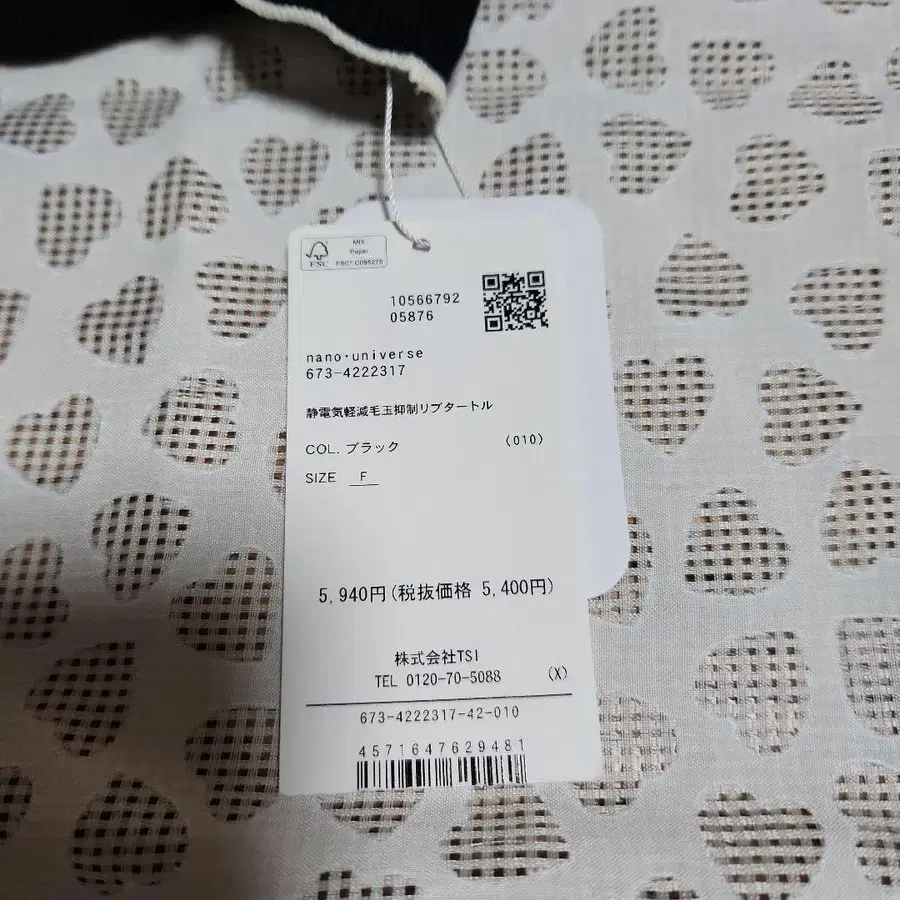 MIX
Paper
FSC
FSC® C095275
10566792
05876
nano・universe
673-4222317
静電気軽減毛玉抑制リブタートル
COL. ブラック (010)
SIZE F
5,940円(税抜価格 5,400円)
株式会社TSI
TEL 0120-70-5088 (X)
673-4222317-42-010
4571647629481